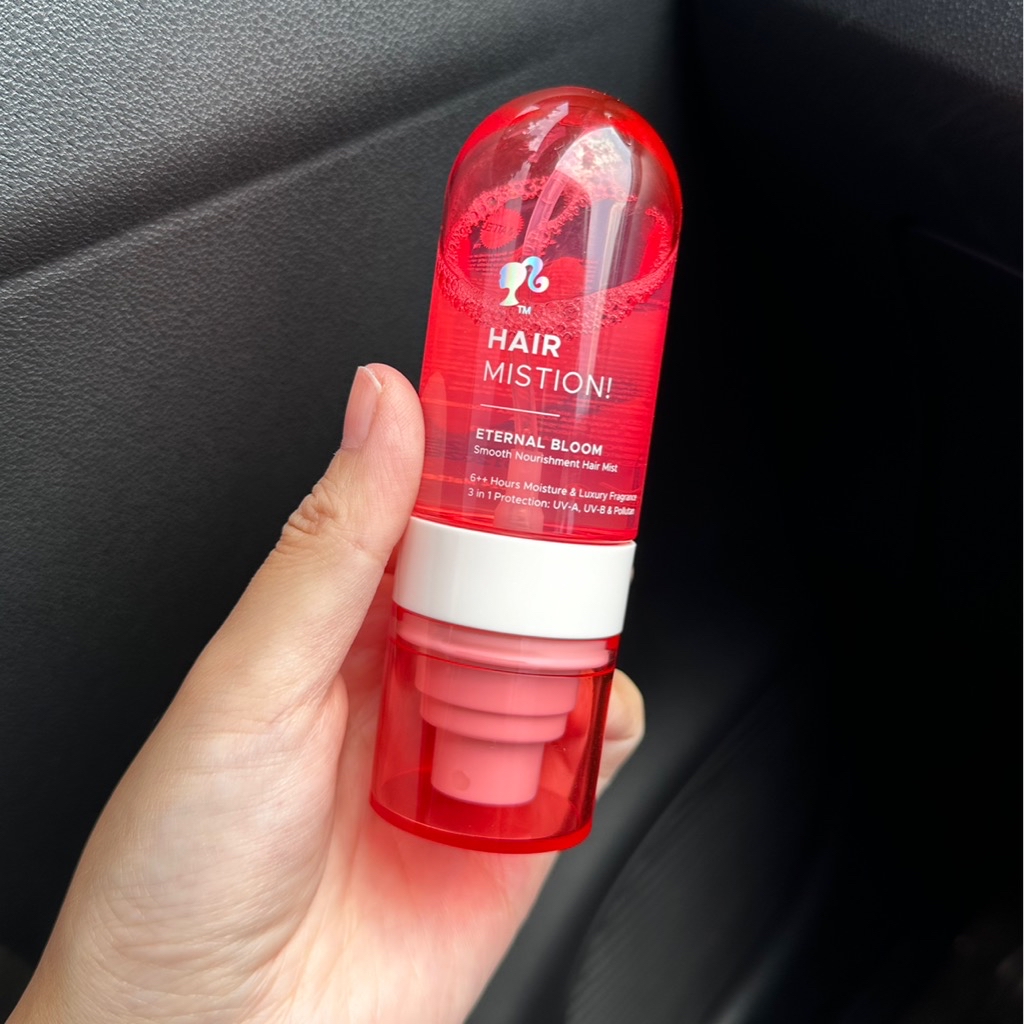 TM
HAIR
MISTION!
ETERNAL BLOOM
Smooth Nourishment Hair Mist
6++ Hours Moisture & Luxury Fragrance
3 in 1 Protection: UV-A, UV-B &